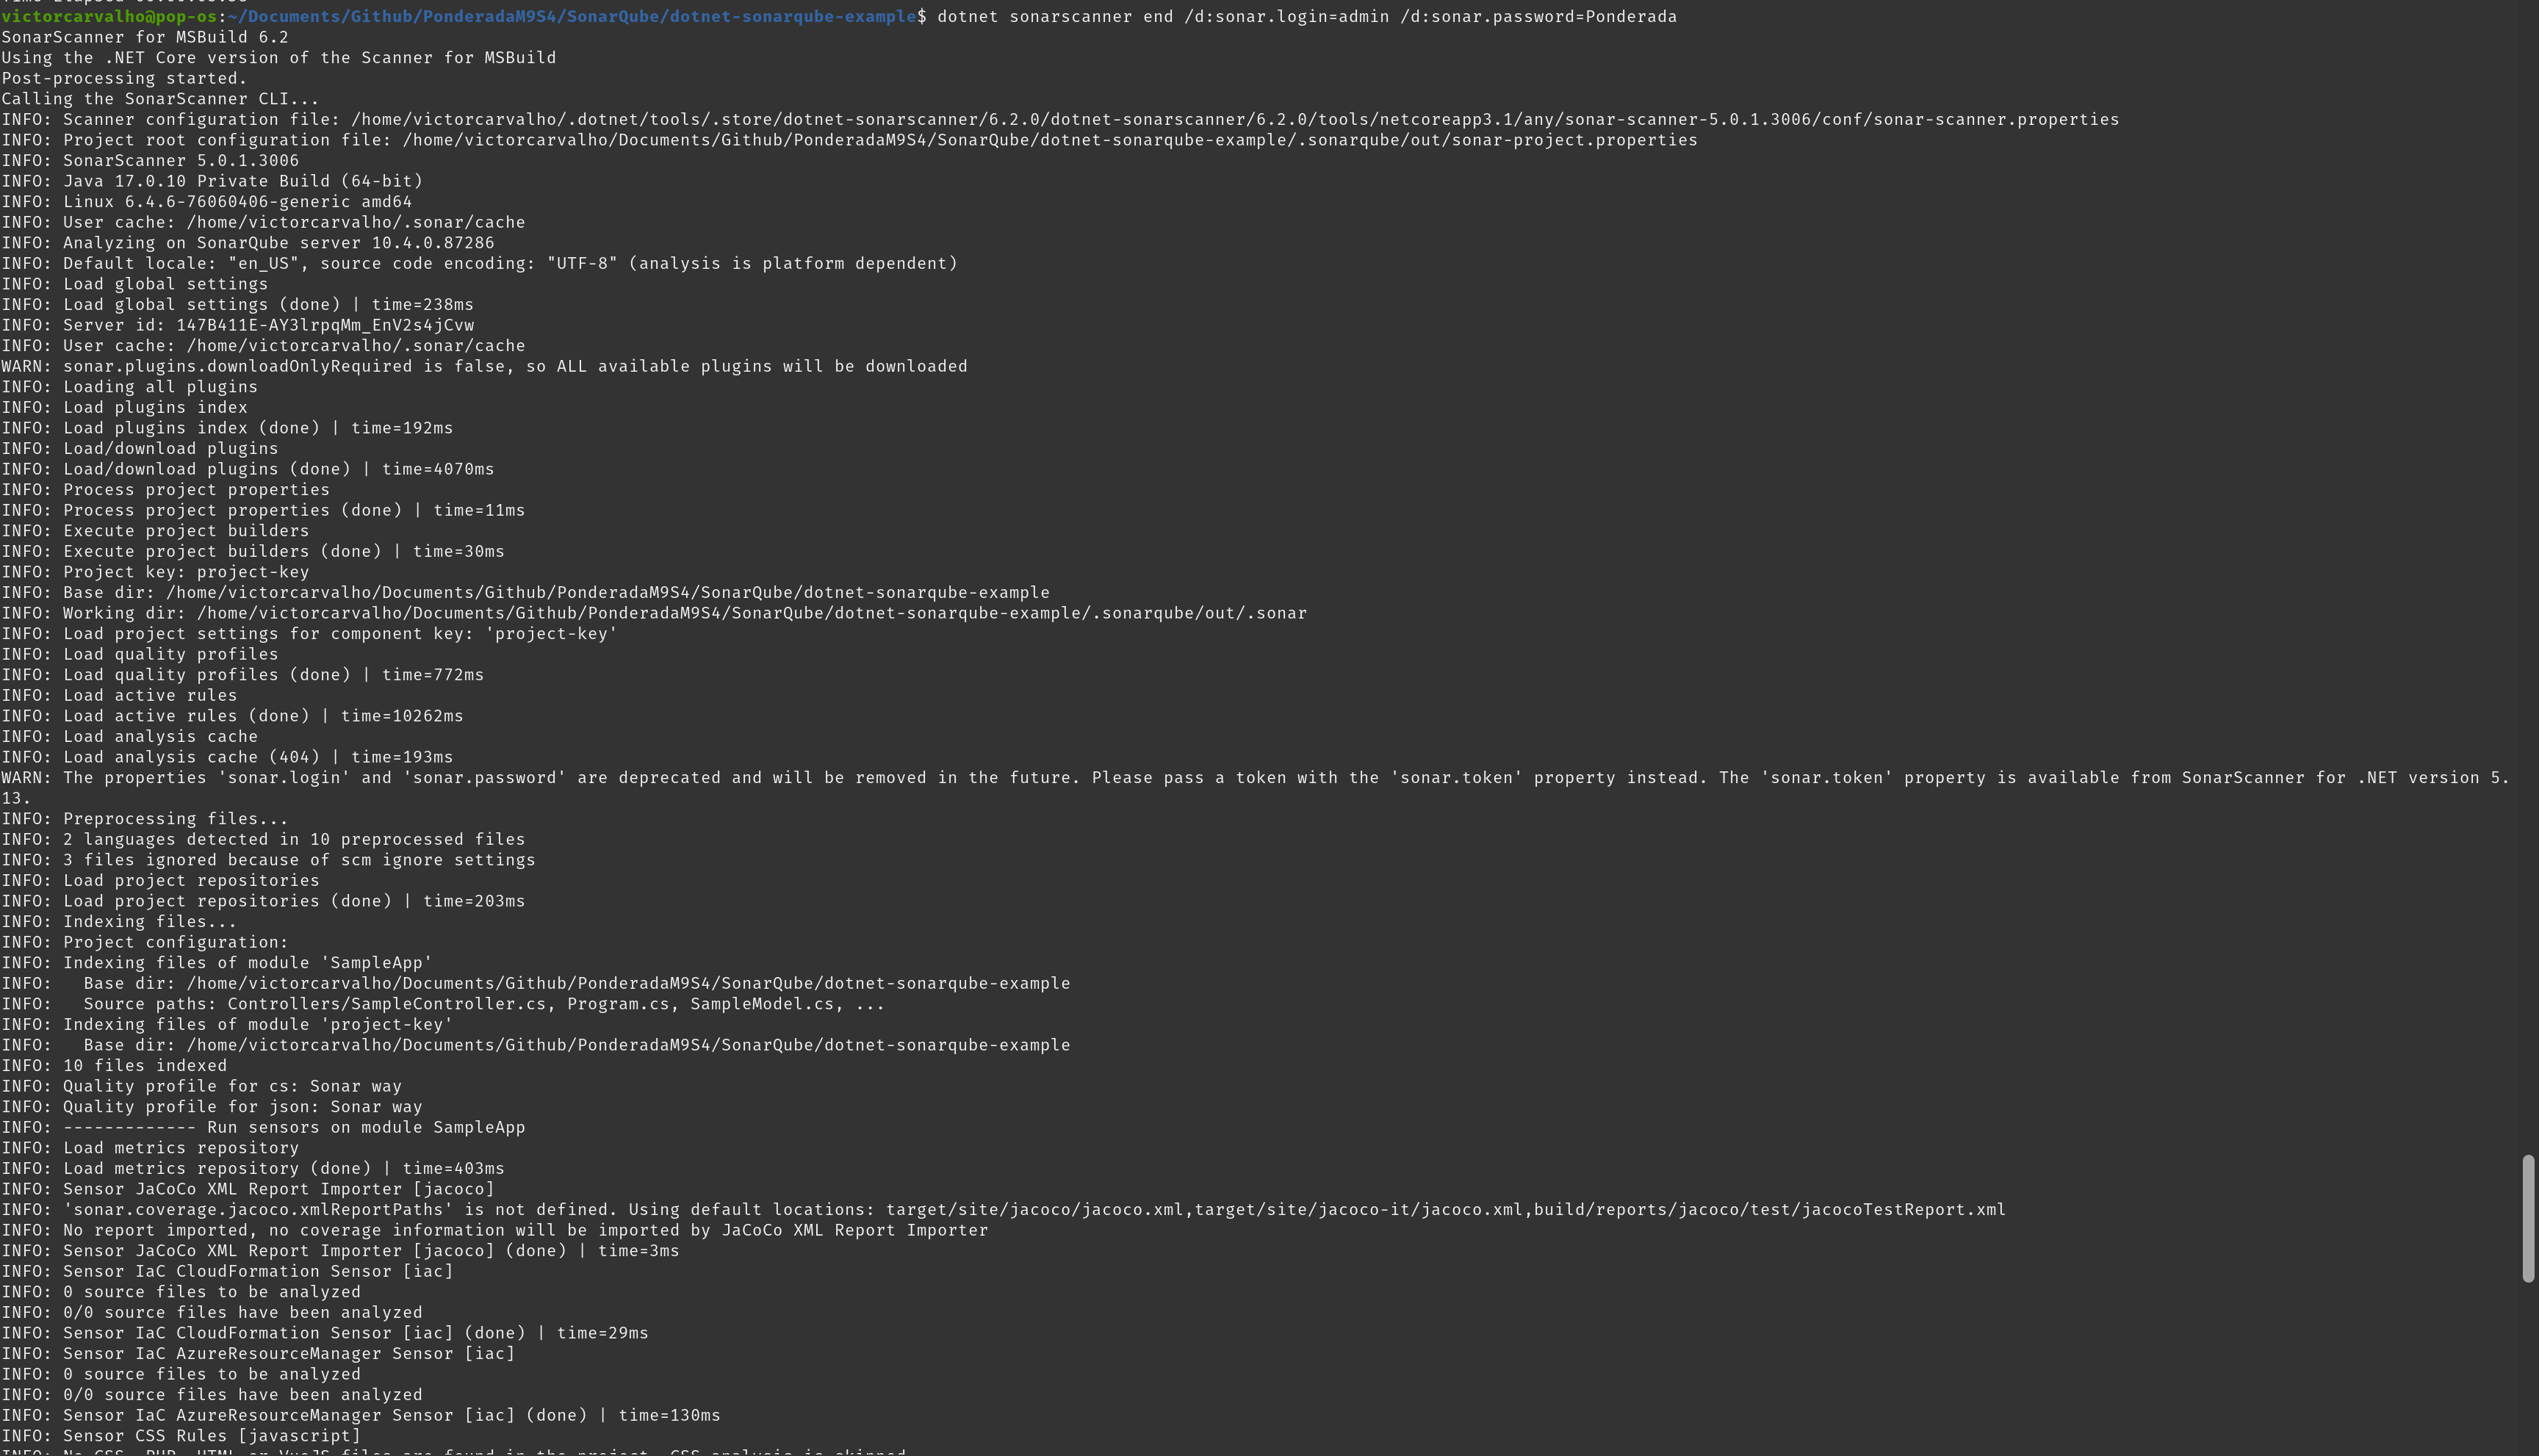 victorcarvalho@pop-os:~/Documents/Github/PonderadaM9S4/SonarQube/dotnet-sonarqube-example$ dotnet sonarscanner end /d:sonar.login=admin /d:sonar.password=Ponderada
SonarScanner for MSBuild 6.2
Using the .NET Core version of the Scanner for MSBuild
Post-processing started.
Calling the SonarScanner CLI...
INFO: Scanner configuration file: /home/victorcarvalho/.dotnet/tools/.store/dotnet-sonarscanner/6.2.0/dotnet-sonarscanner/6.2.0/tools/netcoreapp3.1/any/sonar-scanner-5.0.1.3006/conf/sonar-scanner.properties
INFO: Project root configuration file: /home/victorcarvalho/Documents/Github/PonderadaM9S4/SonarQube/dotnet-sonarqube-example/.sonarqube/out/sonar-project.properties
INFO: SonarScanner 5.0.1.3006
INFO: Java 17.0.10 Private Build (64-bit)
INFO: Linux 6.4.6-76060406-generic amd64
INFO: User cache: /home/victorcarvalho/.sonar/cache
INFO: Analyzing on SonarQube server 10.4.0.87286
INFO: Default locale: "en_US", source code encoding: "UTF-8" (analysis is platform dependent)
INFO: Load global settings
INFO: Load global settings (done) | time=238ms
INFO: Server id: 147B411E-AY3lrpqMm_EnV2s4jCvw
INFO: User cache: /home/victorcarvalho/.sonar/cache
WARN: sonar.plugins.downloadOnlyRequired is false, so ALL available plugins will be downloaded
INFO: Loading all plugins
INFO: Load plugins index
INFO: Load plugins index (done) | time=192ms
INFO: Load/download plugins
INFO: Load/download plugins (done) | time=4070ms
INFO: Process project properties
INFO: Process project properties (done) | time=11ms
INFO: Execute project builders
INFO: Execute project builders (done) | time=30ms
INFO: Project key: project-key
INFO: Base dir: /home/victorcarvalho/Documents/Github/PonderadaM9S4/SonarQube/dotnet-sonarqube-example
INFO: Working dir: /home/victorcarvalho/Documents/Github/PonderadaM9S4/SonarQube/dotnet-sonarqube-example/.sonarqube/out/.sonar
INFO: Load project settings for component key: 'project-key'
INFO: Load quality profiles
INFO: Load quality profiles (done) | time=772ms
INFO: Load active rules
INFO: Load active rules (done) | time=10262ms
INFO: Load analysis cache
INFO: Load analysis cache (404) | time=193ms
WARN: The properties 'sonar.login' and 'sonar.password' are deprecated and will be removed in the future. Please pass a token with the 'sonar.token' property instead. The 'sonar.token' property is available from SonarScanner for .NET version 5.
13.
INFO: Preprocessing files...
INFO: 2 languages detected in 10 preprocessed files
INFO: 3 files ignored because of scm ignore settings
INFO: Load project repositories
INFO: Load project repositories (done) | time=203ms
INFO: Indexing files...
INFO: Project configuration:
INFO: Indexing files of module 'SampleApp'
INFO:   Base dir: /home/victorcarvalho/Documents/Github/PonderadaM9S4/SonarQube/dotnet-sonarqube-example
INFO:   Source paths: Controllers/SampleController.cs, Program.cs, SampleModel.cs, ...
INFO: Indexing files of module 'project-key'
INFO:   Base dir: /home/victorcarvalho/Documents/Github/PonderadaM9S4/SonarQube/dotnet-sonarqube-example
INFO: 10 files indexed
INFO: Quality profile for cs: Sonar way
INFO: Quality profile for json: Sonar way
INFO: ------------- Run sensors on module SampleApp
INFO: Load metrics repository
INFO: Load metrics repository (done) | time=403ms
INFO: Sensor JaCoCo XML Report Importer [jacoco]
INFO: 'sonar.coverage.jacoco.xmlReportPaths' is not defined. Using default locations: target/site/jacoco/jacoco.xml,target/site/jacoco-it/jacoco.xml,build/reports/jacoco/test/jacocoTestReport.xml
INFO: No report imported, no coverage information will be imported by JaCoCo XML Report Importer
INFO: Sensor JaCoCo XML Report Importer [jacoco] (done) | time=3ms
INFO: Sensor IaC CloudFormation Sensor [iac]
INFO: 0 source files to be analyzed
INFO: 0/0 source files have been analyzed
INFO: Sensor IaC CloudFormation Sensor [iac] (done) | time=29ms
INFO: Sensor IaC AzureResourceManager Sensor [iac]
INFO: 0 source files to be analyzed
INFO: 0/0 source files have been analyzed
INFO: Sensor IaC AzureResourceManager Sensor [iac] (done) | time=130ms
INFO: Sensor CSS Rules [javascript]
INFO: No CSS, PHP, HTML or VueJS files are found in the project. CSS analysis is skipped.